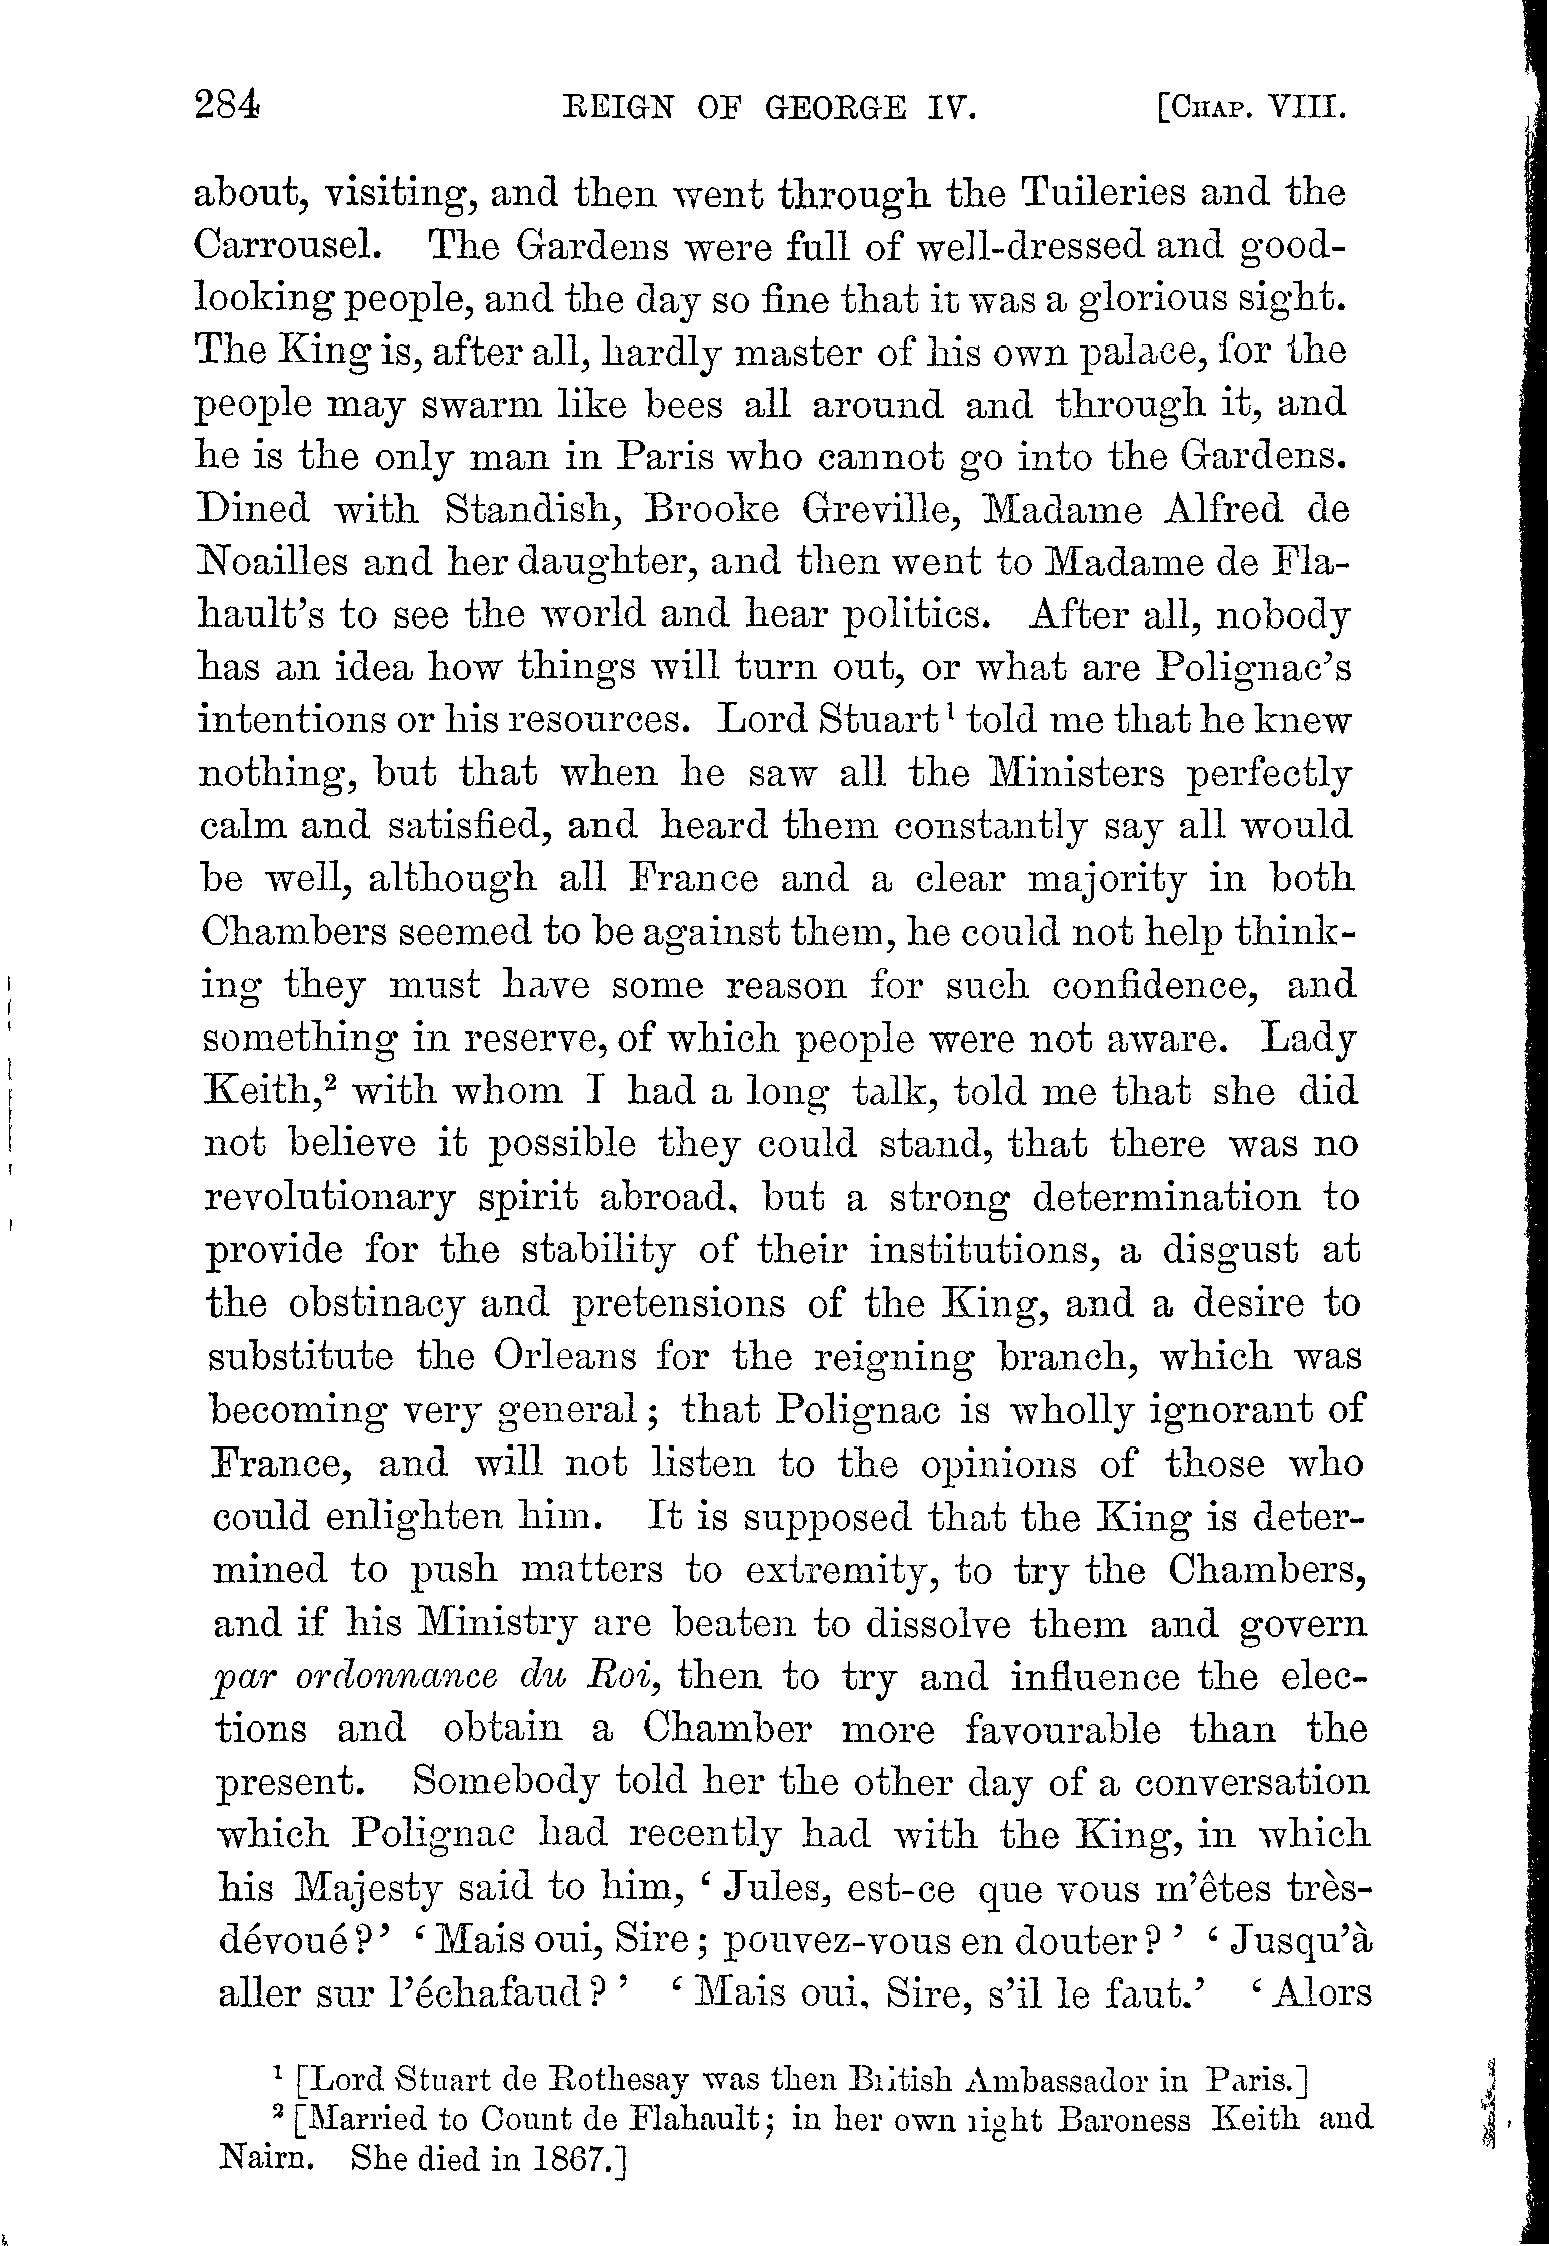 284 REIGN OF GEORGE IV. [CHAP. VIII.
about, visiting, and then went through the Tuileries and the
Carrousel. The Gardens were full of well-dressed and good-
looking people, and the day so fine that it was a glorious sight.
The King is, after all, hardly master of his own palace, for the
people may swarm like bees all around and through it, and
he is the only man in Paris who cannot go into the Gardens.
Dined with Standish, Brooke Greville, Madame Alfred de
Noailles and her daughter, and then went to Madame de Fla-
hault's to see the world and hear politics. After all, nobody
has an idea how things will turn out, or what are Polignac's
intentions or his resources. Lord Stuart¹ told me that he knew
nothing, but that when he saw all the Ministers perfectly
calm and satisfied, and heard them constantly say all would
be well, although all France and a clear majority in both
Chambers seemed to be against them, he could not help think-
ing they must have some reason for such confidence, and
something in reserve, of which people were not aware. Lady
Keith,² with whom I had a long talk, told me that she did
not believe it possible they could stand, that there was no
revolutionary spirit abroad, but a strong determination to
provide for the stability of their institutions, a disgust at
the obstinacy and pretensions of the King, and a desire to
substitute the Orleans for the reigning branch, which was
becoming very general; that Polignac is wholly ignorant of
France, and will not listen to the opinions of those who
could enlighten him. It is supposed that the King is deter-
mined to push matters to extremity, to try the Chambers,
and if his Ministry are beaten to dissolve them and govern
par ordonnance du Roi, then to try and influence the elec-
tions and obtain a Chamber more favourable than the
present. Somebody told her the other day of a conversation
which Polignac had recently had with the King, in which
his Majesty said to him, ‘Jules, est-ce que vous m'êtes très-
dévoué?’ ‘Mais oui, Sire; pouvez-vous en douter?’ ‘Jusqu'à
aller sur l'échafaud?’ ‘Mais oui, Sire, s'il le faut.’ ‘Alors
¹ [Lord Stuart de Rothesay was then British Ambassador in Paris.]
² [Married to Count de Flahault; in her own right Baroness Keith and
Nairn. She died in 1867.]